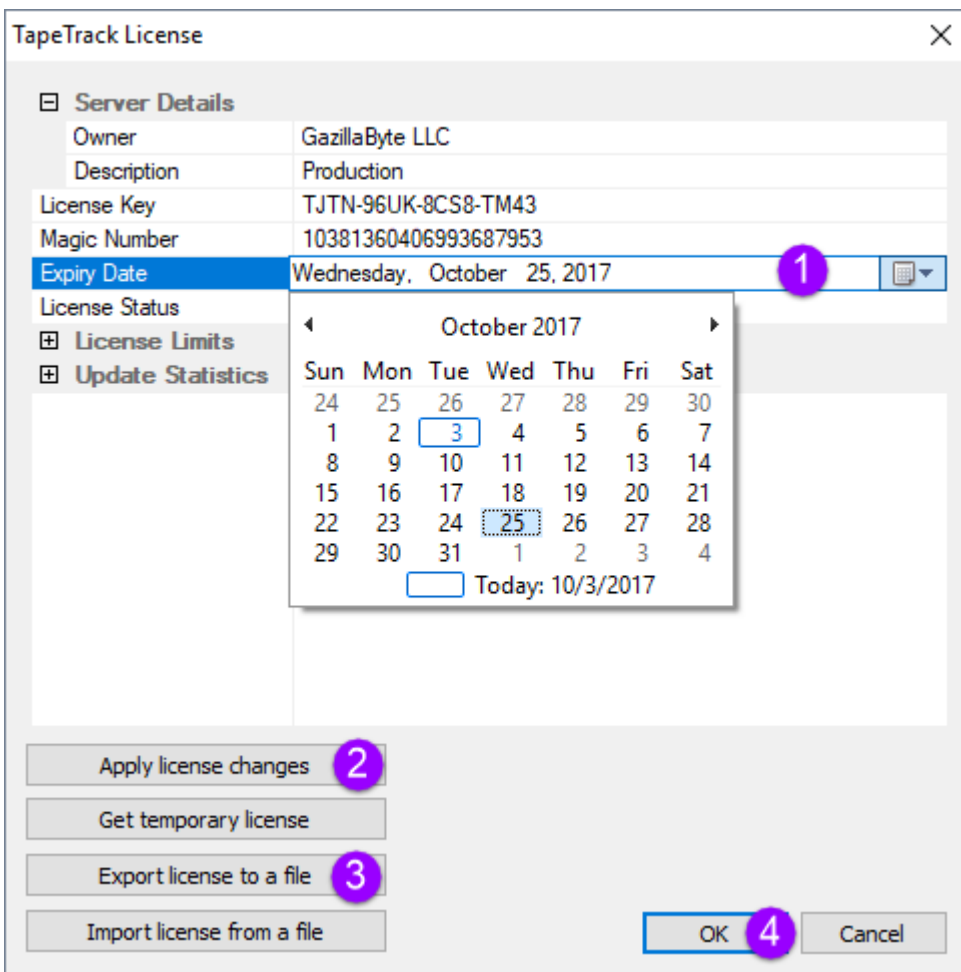 TapeTrack License
Server Details
Owner GazillaByte LLC
Description Production
License Key TJTN-96UK-8CS8-TM43
Magic Number 10381360406993687953
Expiry Date Wednesday, October 25, 2017 1
License Status
October 2017
License Limits
Update Statistics
Sun Mon Tue Wed Thu Fri Sat
24 25 26 27 28 29 30
1 2 3 4 5 6 7
8 9 10 11 12 13 14
15 16 17 18 19 20 21
22 23 24 25 26 27 28
29 30 31 1 2 3 4
Today: 10/3/2017
Apply license changes 2
Get temporary license
Export license to a file 3
Import license from a file
OK 4 Cancel